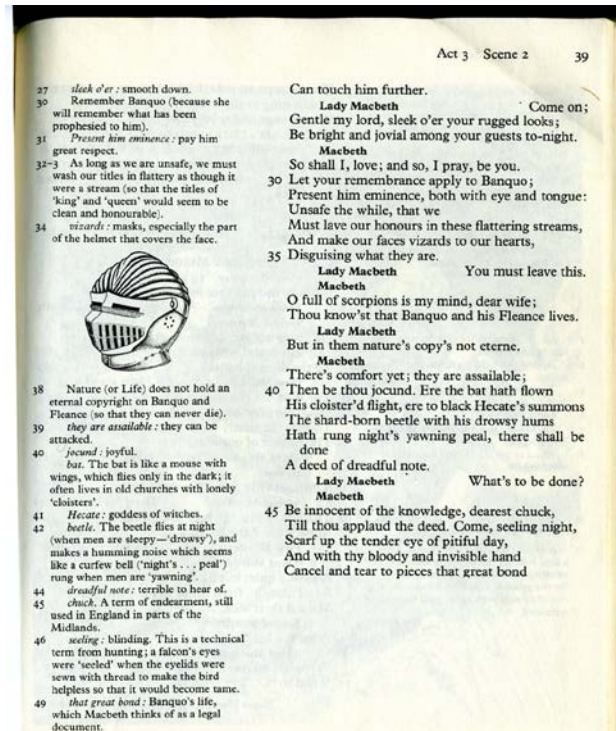 Act 3 Scene 2 39
27 sleek o'er: smooth down.
30 Remember Banquo (because she
will remember what has been
prophesied to him).
31 Present him eminence: pay him
great respect.
32-3 As long as we are unsafe, we must
wash our titles in flattery as though it
were a stream (so that the titles of
'king' and 'queen' would seem to be
clean and honourable).
34 vizards: masks, especially the part
of the helmet that covers the face.
38 Nature (or Life) does not hold an
eternal copyright on Banquo and
Fleance (so that they can never die).
39 they are assailable: they can be
attacked.
40 jocund: joyful.
bat. The bat is like a mouse with
wings, which flies only in the dark; it
often lives in old churches with lonely
'cloisters'.
41 Hecate: goddess of witches.
42 beetle. The beetle flies at night
(when men are sleepy—'drowsy'), and
makes a humming noise which seems
like a curfew bell ('night's . . . peal')
rung when men are 'yawning'.
44 dreadful note: terrible to hear of.
45 chuck. A term of endearment, still
used in England in parts of the
Midlands.
46 seeling: blinding. This is a technical
term from hunting; a falcon's eyes
were 'seeled' when the eyelids were
sewn with thread to make the bird
helpless so that it would become tame.
49 that great bond: Banquo's life,
which Macbeth thinks of as a legal
document.
Can touch him further.
Lady Macbeth Come on;
Gentle my lord, sleek o'er your rugged looks;
Be bright and jovial among your guests to-night.
Macbeth
So shall I, love; and so, I pray, be you.
30 Let your remembrance apply to Banquo;
Present him eminence, both with eye and tongue:
Unsafe the while, that we
Must lave our honours in these flattering streams,
And make our faces vizards to our hearts,
35 Disguising what they are.
Lady Macbeth You must leave this.
Macbeth
O full of scorpions is my mind, dear wife;
Thou know'st that Banquo and his Fleance lives.
Lady Macbeth
But in them nature's copy's not eterne.
Macbeth
There's comfort yet; they are assailable;
40 Then be thou jocund. Ere the bat hath flown
His cloister'd flight, ere to black Hecate's summons
The shard-born beetle with his drowsy hums
Hath rung night's yawning peal, there shall be
done
A deed of dreadful note.
Lady Macbeth What's to be done?
Macbeth
45 Be innocent of the knowledge, dearest chuck,
Till thou applaud the deed. Come, seeling night,
Scarf up the tender eye of pitiful day,
And with thy bloody and invisible hand
Cancel and tear to pieces that great bond